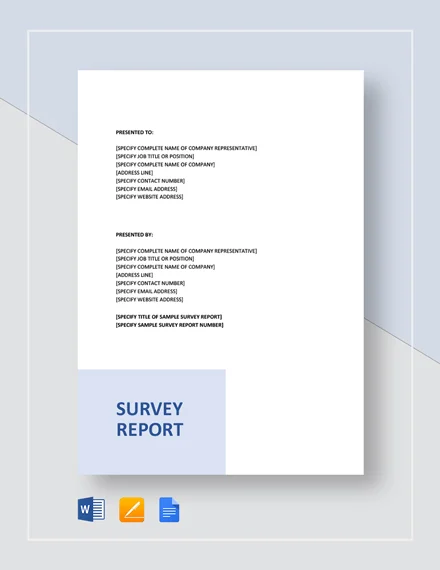 PRESENTED TO:
[SPECIFY COMPLETE NAME OF COMPANY REPRESENTATIVE]
[SPECIFY JOB TITLE OR POSITION]
[SPECIFY COMPLETE NAME OF COMPANY]
[ADDRESS LINE]
[SPECIFY CONTACT NUMBER]
[SPECIFY EMAIL ADDRESS]
[SPECIFY WEBSITE ADDRESS]
PRESENTED BY:
[SPECIFY COMPLETE NAME OF COMPANY REPRESENTATIVE]
[SPECIFY JOB TITLE OR POSITION]
[SPECIFY COMPLETE NAME OF COMPANY]
[ADDRESS LINE]
[SPECIFY CONTACT NUMBER]
[SPECIFY EMAIL ADDRESS]
[SPECIFY WEBSITE ADDRESS]
[SPECIFY TITLE OF SAMPLE SURVEY REPORT]
[SPECIFY SAMPLE SURVEY REPORT NUMBER]
SURVEY
REPORT
W